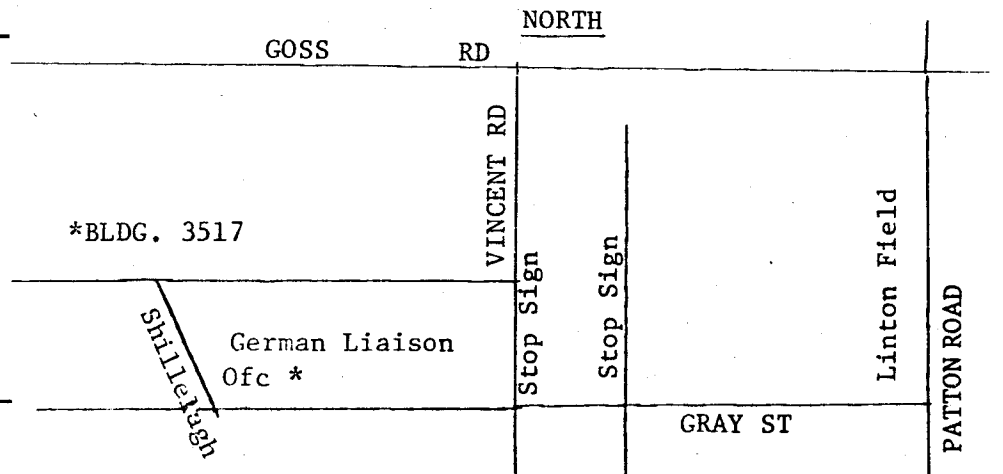 NORTH
GOSS RD
VINCENT RD
*BLDG. 3517
Stop Sign
Stop Sign
Linton Field
PATTON ROAD
Shillelagh
German Liaison
Ofc *
GRAY ST